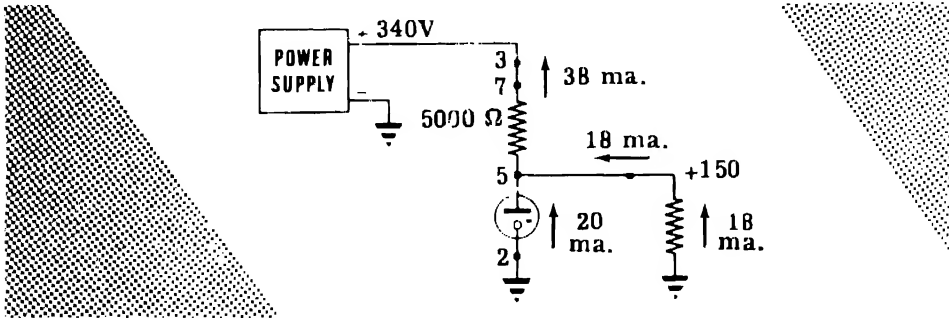 + 340V
POWER
SUPPLY
−
3
7
38 ma.
5000 Ω
18 ma.
5
+150
20
ma.
18
ma.
2